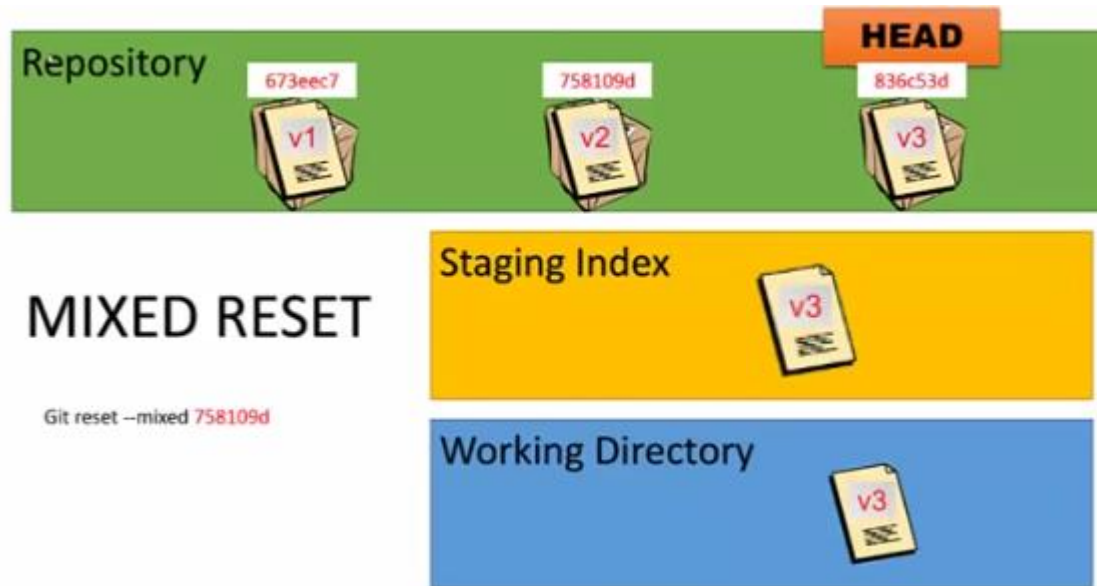 HEAD
Repository
673eec7
758109d
836c53d
v1
v2
v3
Staging Index
v3
MIXED RESET
Git reset --mixed 758109d
Working Directory
v3